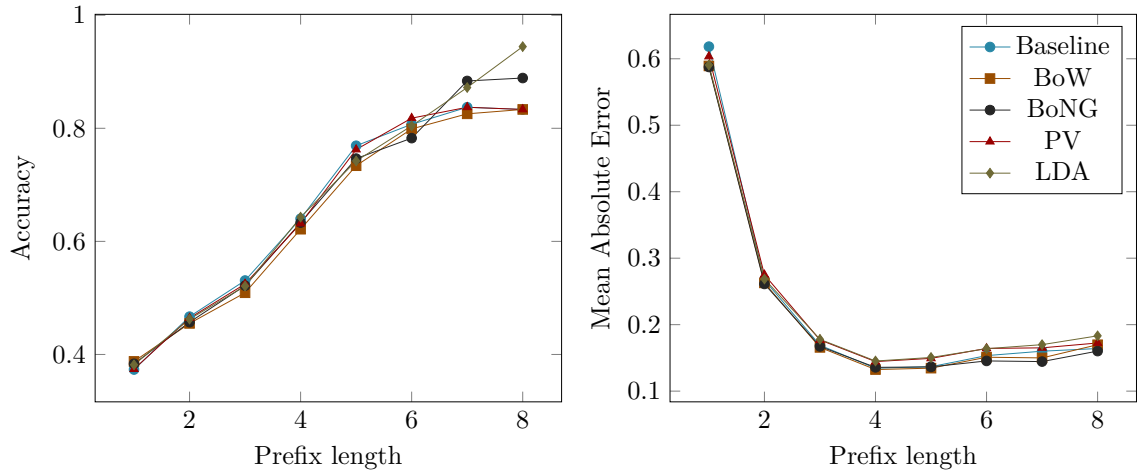 1
0.8
0.6
0.4
2
4
6
8
Prefix length
Accuracy
0.6
0.5
0.4
0.3
0.2
0.1
2
4
6
8
Prefix length
Mean Absolute Error
Baseline
BoW
BoNG
PV
LDA